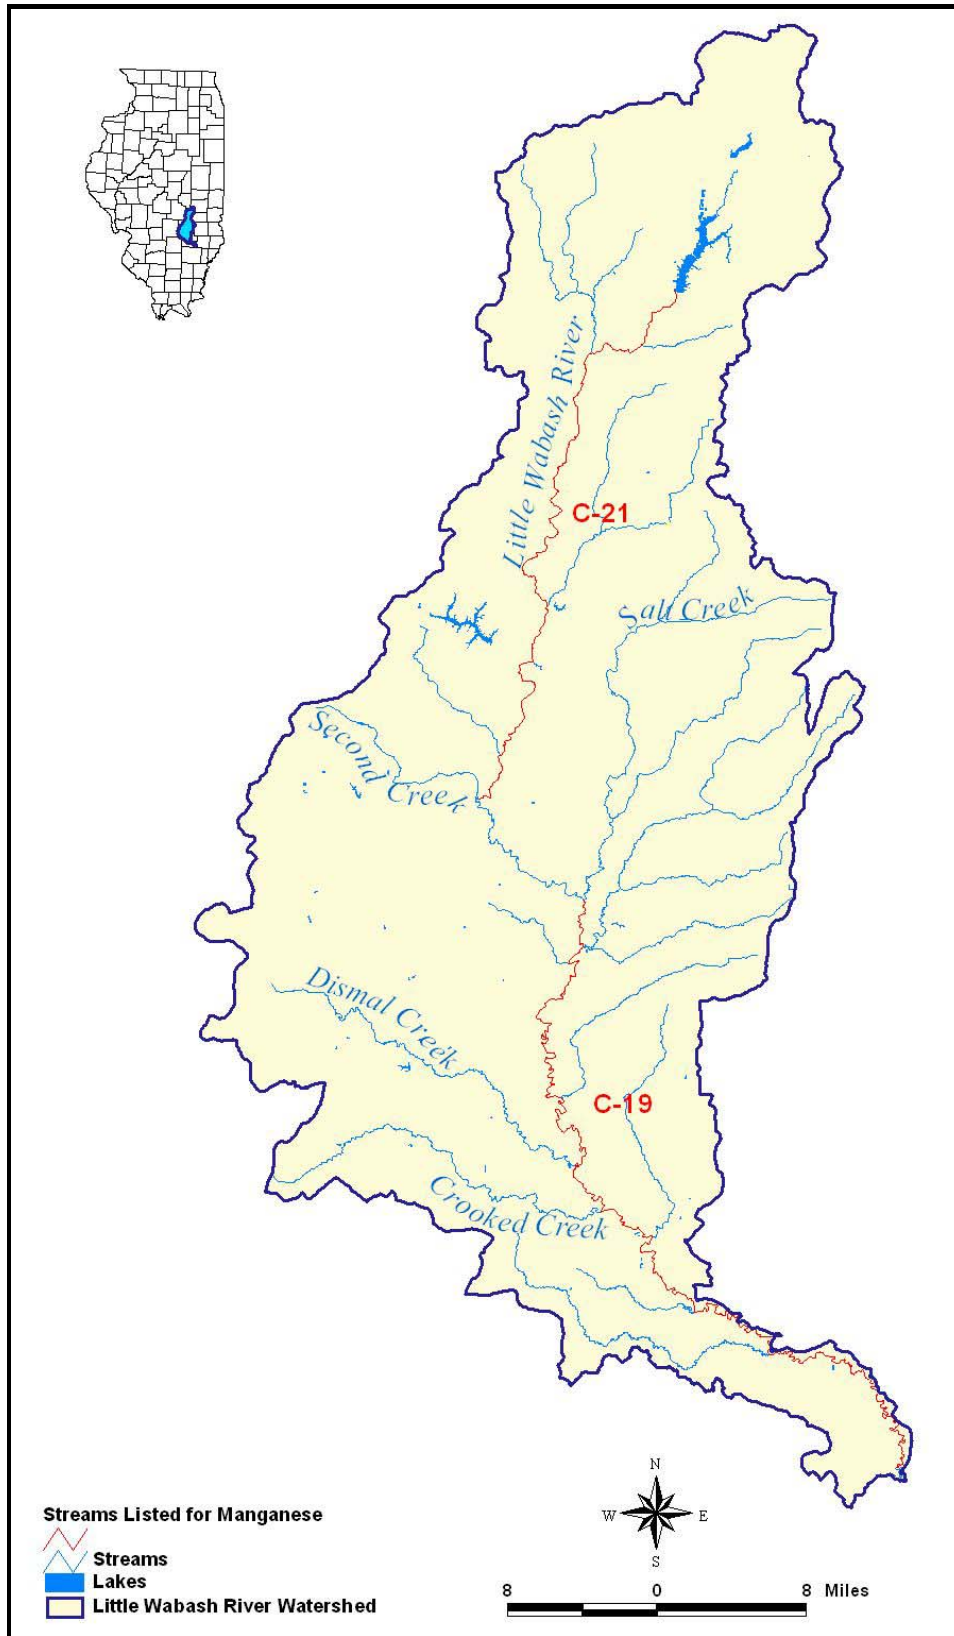 Little Wabash River
C-21
Salt Creek
Second Creek
Dismal Creek
C-19
Crooked Creek
N
W E
S
Streams Listed for Manganese
Streams
Lakes
Little Wabash River Watershed
8 0 8 Miles